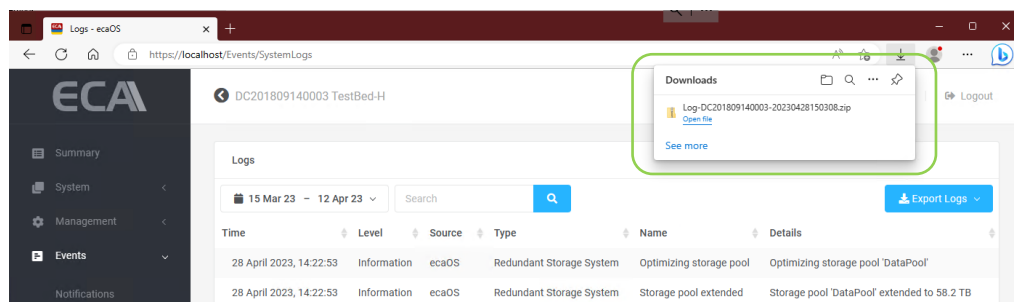 Logs - ecaOS
https://localhost/Events/SystemLogs
ECA
DC201809140003 TestBed-H
Logout
Downloads
Log-DC201809140003-20230428150308.zip
Open file
See more
Summary
System
Management
Events
Notifications
Logs
15 Mar 23 – 12 Apr 23
Search
Export Logs
Time Level Source Type Name Details
28 April 2023, 14:22:53 Information ecaOS Redundant Storage System Optimizing storage pool Optimizing storage pool 'DataPool'
28 April 2023, 14:22:53 Information ecaOS Redundant Storage System Storage pool extended Storage pool 'DataPool' extended to 58.2 TB